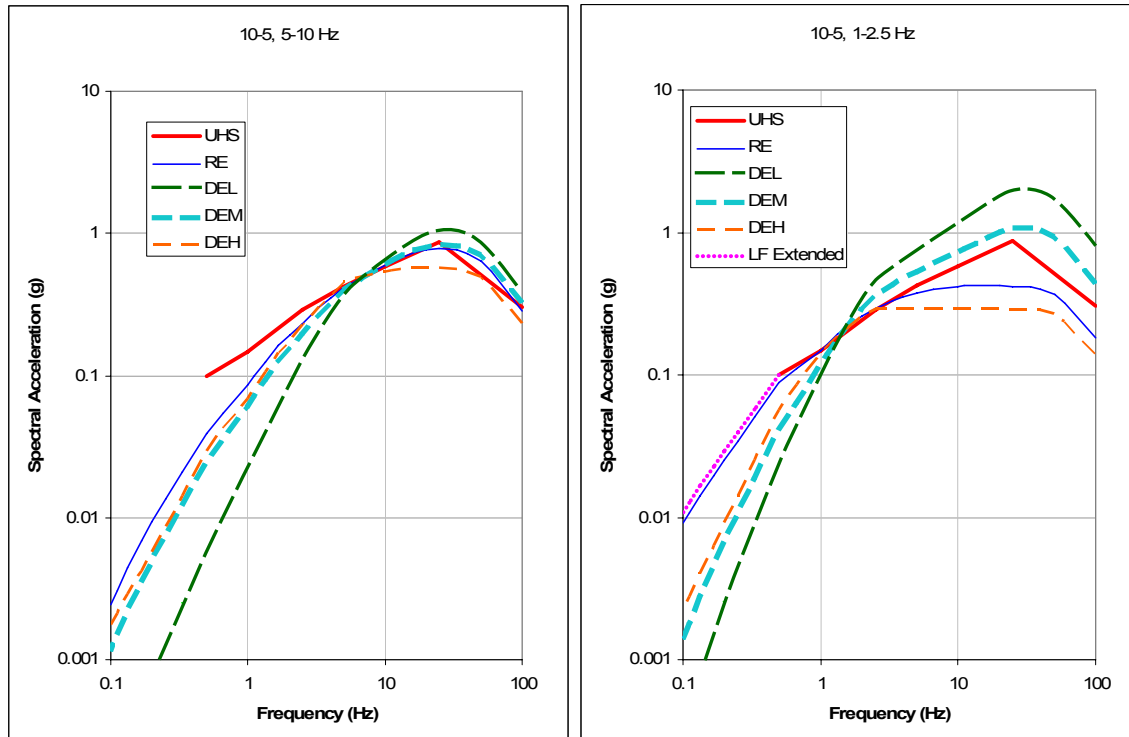 10-5, 5-10 Hz
10
1
0.1
0.01
0.001
0.1
1
10
100
Spectral Acceleration (g)
Frequency (Hz)
UHS
RE
DEL
DEM
DEH
10-5, 1-2.5 Hz
10
1
0.1
0.01
0.001
0.1
1
10
100
Spectral Acceleration (g)
Frequency (Hz)
UHS
RE
DEL
DEM
DEH
LF Extended